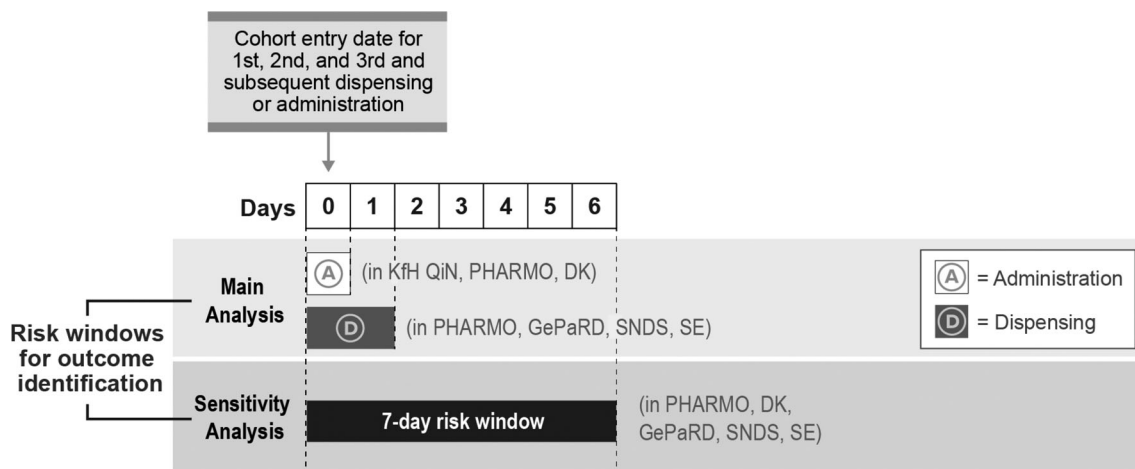 Cohort entry date for
1st, 2nd, and 3rd and
subsequent dispensing
or administration
Days 0 1 2 3 4 5 6
Risk windows
for outcome
identification
Main
Analysis
A (in KfH QiN, PHARMO, DK)
D (in PHARMO, GePaRD, SNDS, SE)
A = Administration
D = Dispensing
Sensitivity
Analysis
7-day risk window
(in PHARMO, DK,
GePaRD, SNDS, SE)